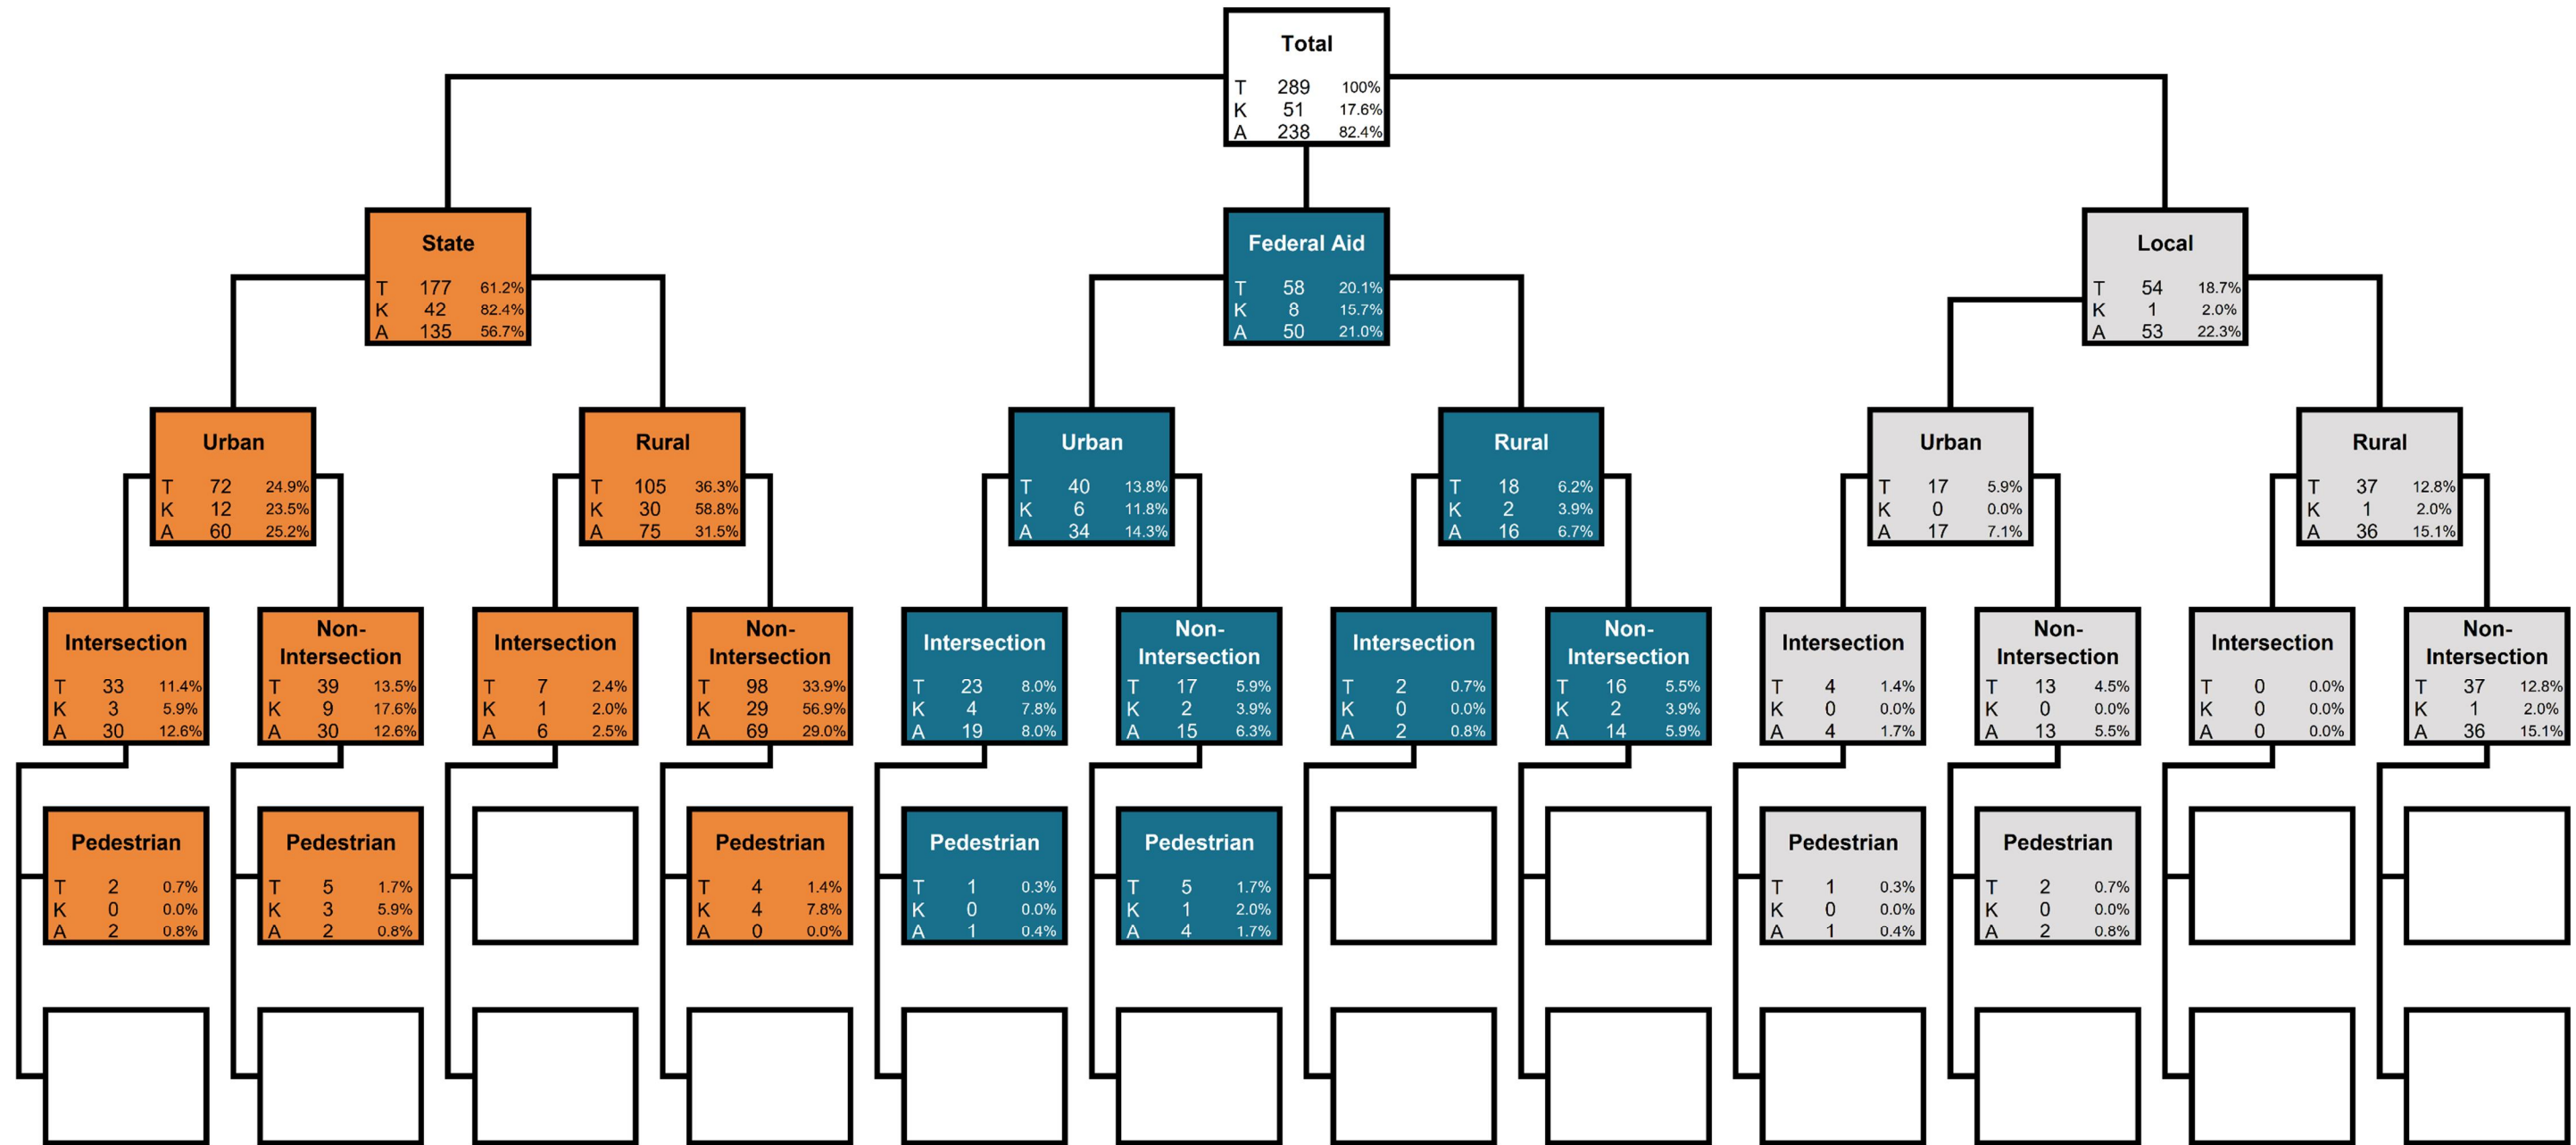 Total
T 289 100%
K 51 17.6%
A 238 82.4%
State
T 177 61.2%
K 42 82.4%
A 135 56.7%
Federal Aid
T 58 20.1%
K 8 15.7%
A 50 21.0%
Local
T 54 18.7%
K 1 2.0%
A 53 22.3%
Urban
T 72 24.9%
K 12 23.5%
A 60 25.2%
Rural
T 105 36.3%
K 30 58.8%
A 75 31.5%
Urban
T 40 13.8%
K 6 11.8%
A 34 14.3%
Rural
T 18 6.2%
K 2 3.9%
A 16 6.7%
Urban
T 17 5.9%
K 0 0.0%
A 17 7.1%
Rural
T 37 12.8%
K 1 2.0%
A 36 15.1%
Intersection
T 33 11.4%
K 3 5.9%
A 30 12.6%
Non-
Intersection
T 39 13.5%
K 9 17.6%
A 30 12.6%
Intersection
T 7 2.4%
K 1 2.0%
A 6 2.5%
Non-
Intersection
T 98 33.9%
K 29 56.9%
A 69 29.0%
Intersection
T 23 8.0%
K 4 7.8%
A 19 8.0%
Non-
Intersection
T 17 5.9%
K 2 3.9%
A 15 6.3%
Intersection
T 2 0.7%
K 0 0.0%
A 2 0.8%
Non-
Intersection
T 16 5.5%
K 2 3.9%
A 14 5.9%
Intersection
T 4 1.4%
K 0 0.0%
A 4 1.7%
Non-
Intersection
T 13 4.5%
K 0 0.0%
A 13 5.5%
Intersection
T 0 0.0%
K 0 0.0%
A 0 0.0%
Non-
Intersection
T 37 12.8%
K 1 2.0%
A 36 15.1%
Pedestrian
T 2 0.7%
K 0 0.0%
A 2 0.8%
Pedestrian
T 5 1.7%
K 3 5.9%
A 2 0.8%
Pedestrian
T 4 1.4%
K 4 7.8%
A 0 0.0%
Pedestrian
T 1 0.3%
K 0 0.0%
A 1 0.4%
Pedestrian
T 5 1.7%
K 1 2.0%
A 4 1.7%
Pedestrian
T 1 0.3%
K 0 0.0%
A 1 0.4%
Pedestrian
T 2 0.7%
K 0 0.0%
A 2 0.8%